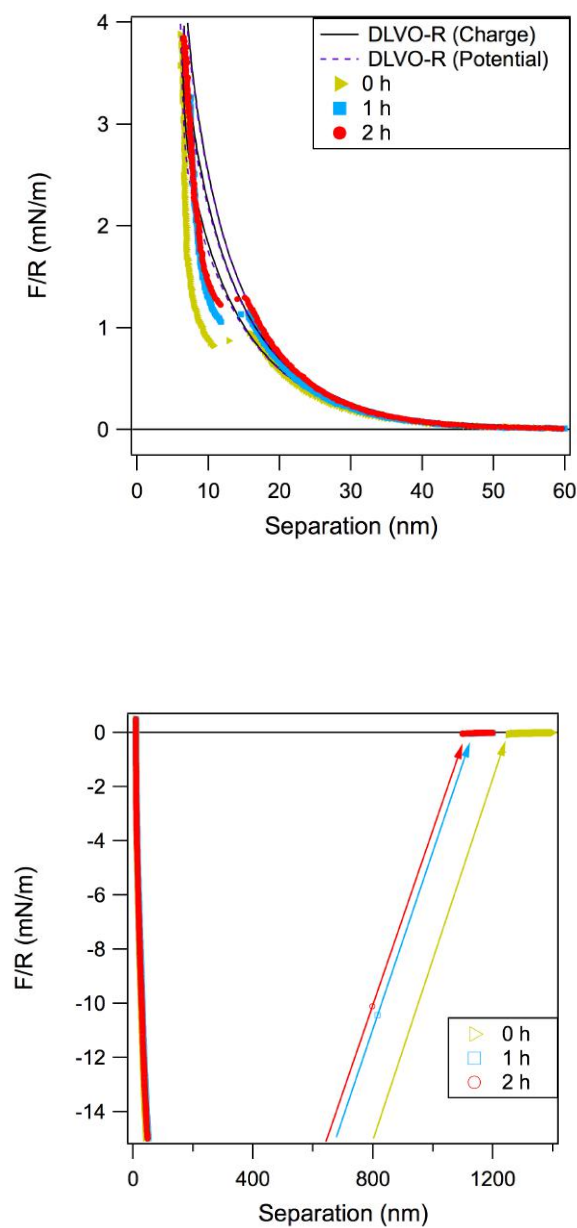 4
DLVO-R (Charge)
DLVO-R (Potential)
0 h
1 h
2 h
3
2
1
0
F/R (mN/m)
0 10 20 30 40 50 60
Separation (nm)
0
-2
-4
-6
-8
-10
-12
-14
F/R (mN/m)
0 h
1 h
2 h
0 400 800 1200
Separation (nm)